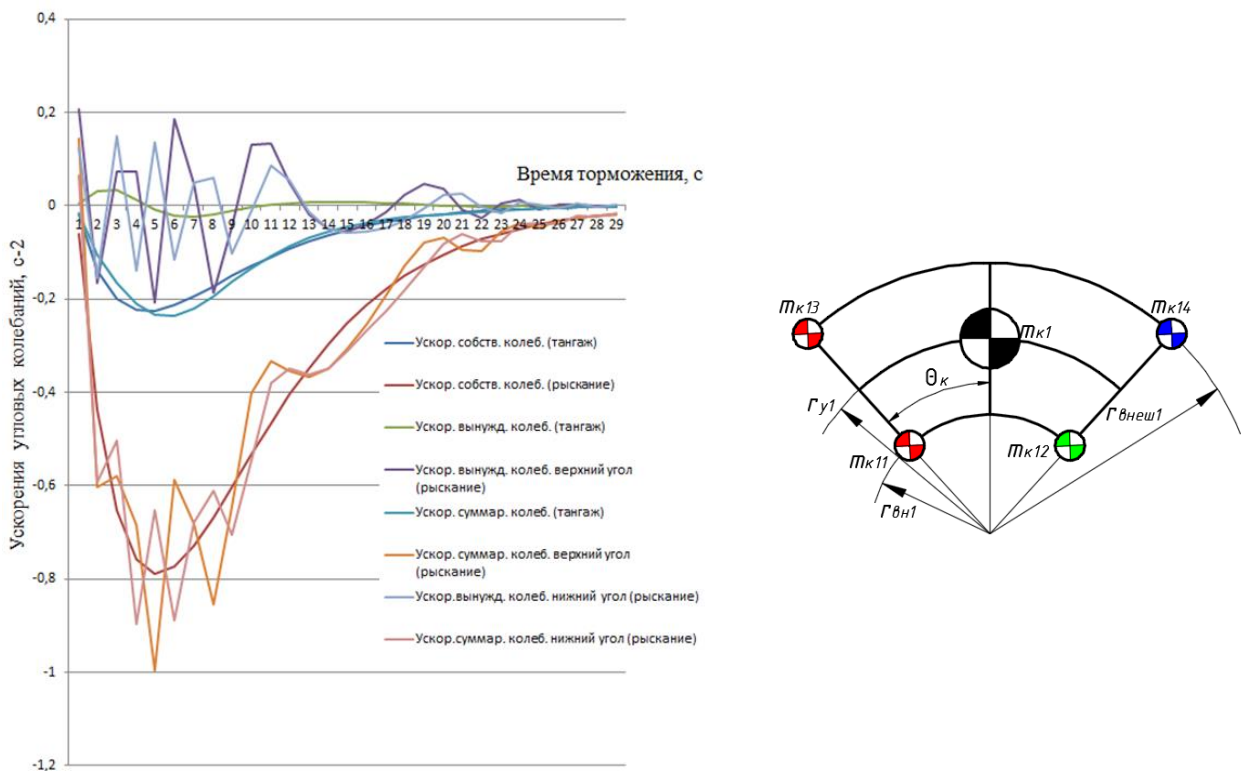 0,4
0,2
0
-0,2
-0,4
-0,6
-0,8
-1
-1,2
Ускорения угловых колебаний, с-2
Время торможения, с
1 2 3 4 5 6 7 8 9 10 11 12 13 14 15 16 17 18 19 20 21 22 23 24 25 26 27 28 29
Ускор. собств. колеб. (тангаж)
Ускор. собств. колеб. (рыскание)
Ускор. вынужд. колеб. (тангаж)
Ускор. вынужд. колеб. верхний угол
(рыскание)
Ускор. суммар. колеб. (тангаж)
Ускор. суммар. колеб. верхний угол
(рыскание)
Ускор.вынужд. колеб. нижний угол (рыскание)
Ускор.суммар. колеб. нижний угол (рыскание)
mк13
mк1
mк14
Θк
rу1
rвнеш1
mк11
mк12
rвн1